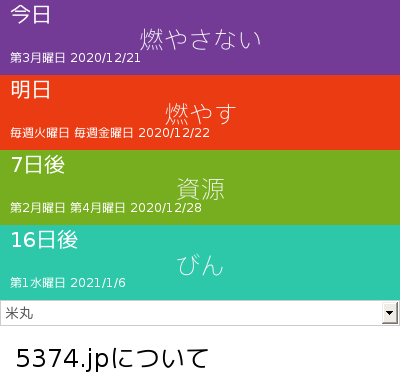 今日
燃やさない
第3月曜日 2020/12/21
明日
燃やす
毎週火曜日 毎週金曜日 2020/12/22
7日後
資源
第2月曜日 第4月曜日 2020/12/28
16日後
びん
第1水曜日 2021/1/6
米丸
5374.jpについて